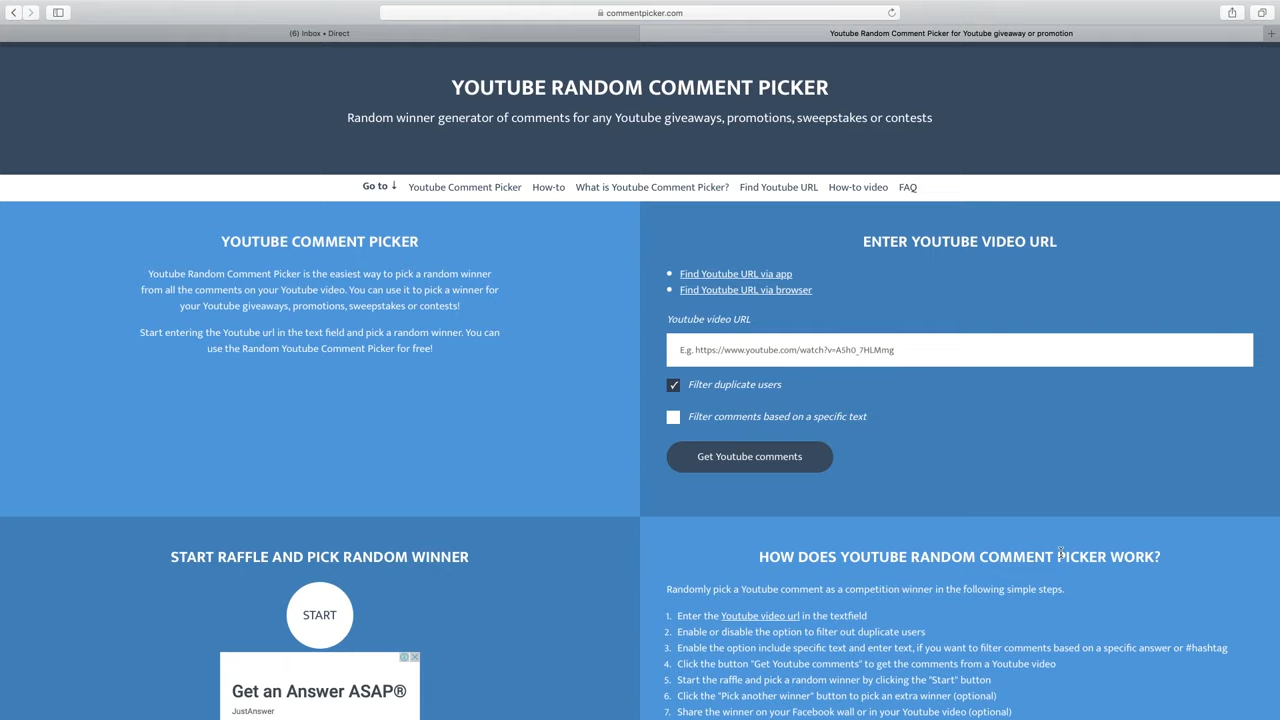 commentpicker.com
(6) Inbox • Direct
Youtube Random Comment Picker for Youtube giveaway or promotion
YOUTUBE RANDOM COMMENT PICKER
Random winner generator of comments for any Youtube giveaways, promotions, sweepstakes or contests
Go to ↓ Youtube Comment Picker How-to What is Youtube Comment Picker? Find Youtube URL How-to video FAQ
YOUTUBE COMMENT PICKER
Youtube Random Comment Picker is the easiest way to pick a random winner
from all the comments on your Youtube video. You can use it to pick a winner for
your Youtube giveaways, promotions, sweepstakes or contests!
Start entering the Youtube url in the text field and pick a random winner. You can
use the Random Youtube Comment Picker for free!
ENTER YOUTUBE VIDEO URL
• Find Youtube URL via app
• Find Youtube URL via browser
Youtube video URL
E.g. https://www.youtube.com/watch?v=A5h0_7HLMmg
Filter duplicate users
Filter comments based on a specific text
Get Youtube comments
START RAFFLE AND PICK RANDOM WINNER
START
Get an Answer ASAP®
JustAnswer
HOW DOES YOUTUBE RANDOM COMMENT PICKER WORK?
Randomly pick a Youtube comment as a competition winner in the following simple steps.
1. Enter the Youtube video url in the textfield
2. Enable or disable the option to filter out duplicate users
3. Enable the option include specific text and enter text, if you want to filter comments based on a specific answer or #hashtag
4. Click the button "Get Youtube comments" to get the comments from a Youtube video
5. Start the raffle and pick a random winner by clicking the "Start" button
6. Click the "Pick another winner" button to pick an extra winner (optional)
7. Share the winner on your Facebook wall or in your Youtube video (optional)